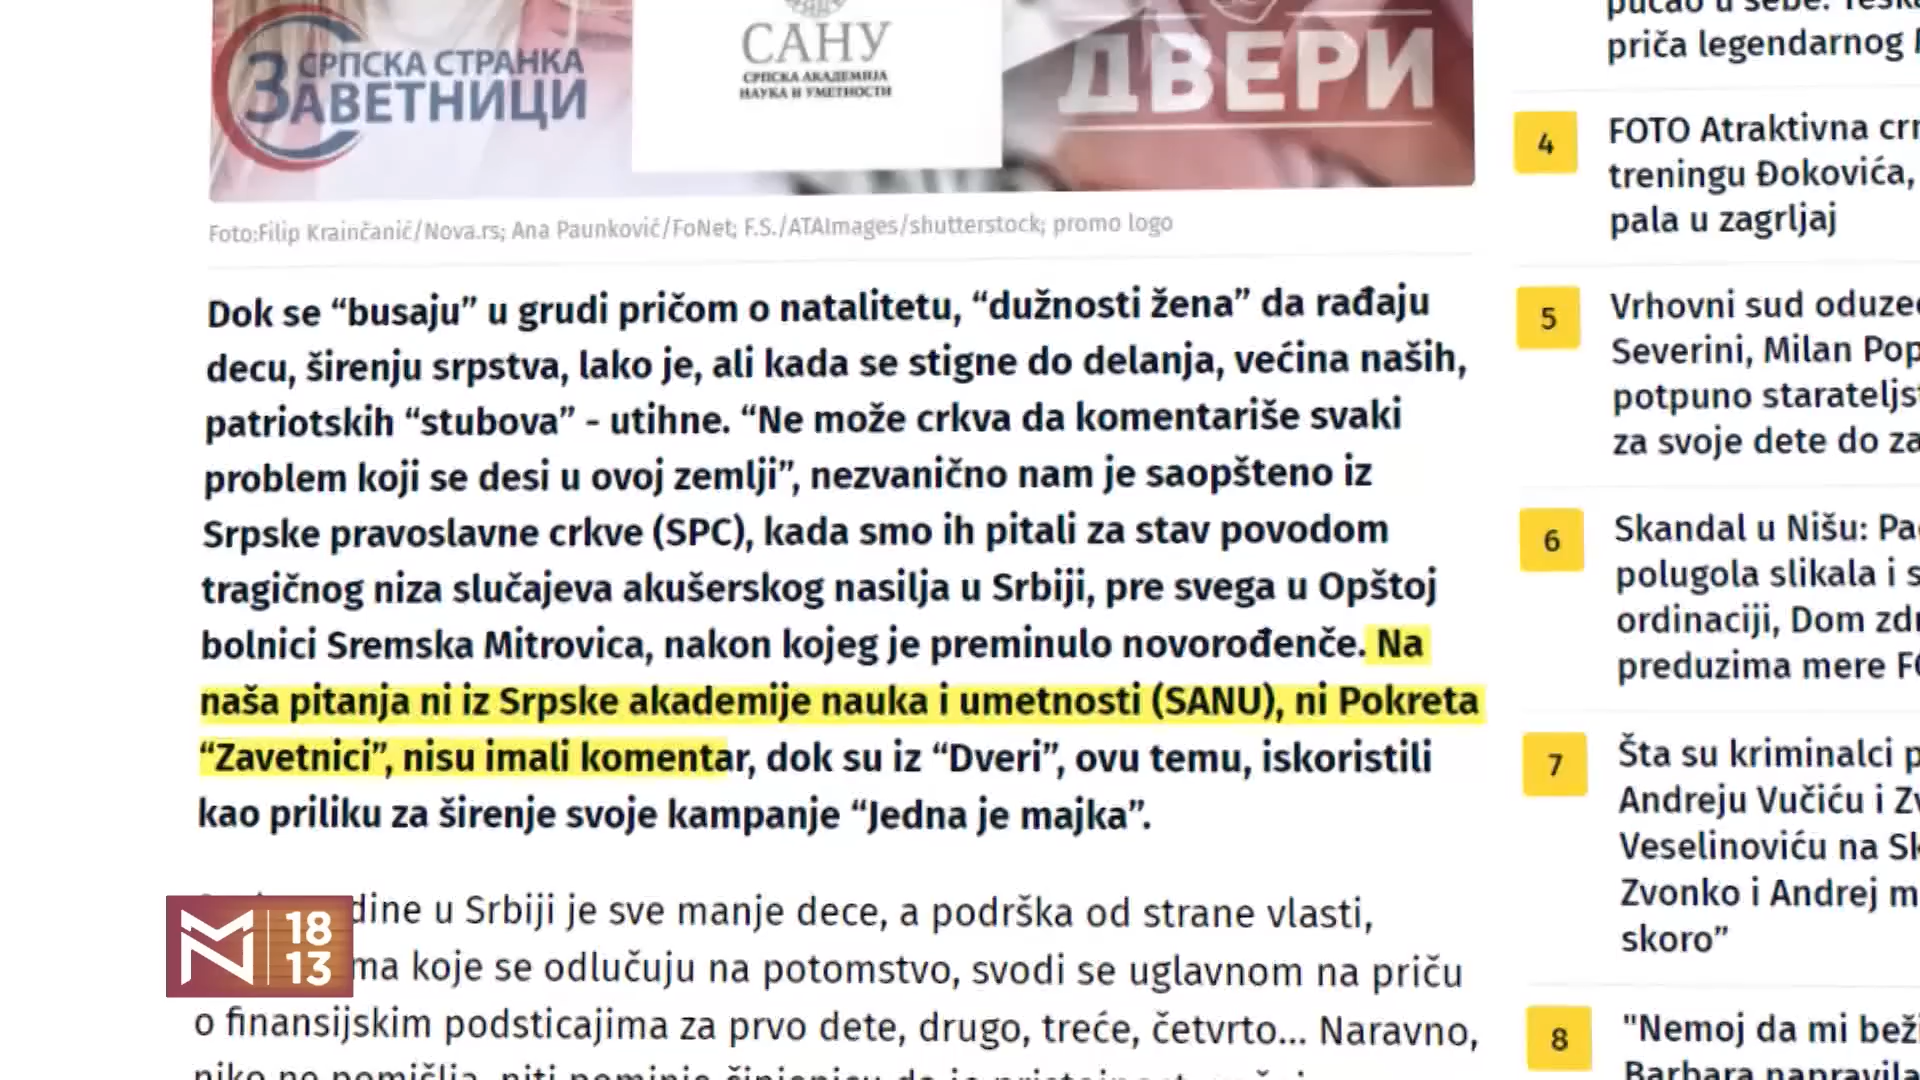 СРПСКА СТРАНКА
ЗАВЕТНИЦИ
САНУ
СРПСКА АКАДЕМИЈА
НАУКА И УМЕТНОСТИ
ДВЕРИ
Foto:Filip Krainčanić/Nova.rs; Ana Paunković/FoNet; F.S./ATAImages/shutterstock; promo logo
Dok se “busaju” u grudi pričom o natalitetu, “dužnosti žena” da rađaju
decu, širenju srpstva, lako je, ali kada se stigne do delanja, većina naših,
patriotskih “stubova” - utihne. “Ne može crkva da komentariše svaki
problem koji se desi u ovoj zemlji”, nezvanično nam je saopšteno iz
Srpske pravoslavne crkve (SPC), kada smo ih pitali za stav povodom
tragičnog niza slučajeva akušerskog nasilja u Srbiji, pre svega u Opštoj
bolnici Sremska Mitrovica, nakon kojeg je preminulo novorođenče. Na
naša pitanja ni iz Srpske akademije nauka i umetnosti (SANU), ni Pokreta
“Zavetnici”, nisu imali komentar, dok su iz “Dveri”, ovu temu, iskoristili
kao priliku za širenje svoje kampanje “Jedna je majka”.
dine u Srbiji je sve manje dece, a podrška od strane vlasti,
ma koje se odlučuju na potomstvo, svodi se uglavnom na priču
o finansijskim podsticajima za prvo dete, drugo, treće, četvrto... Naravno,
18
13
pucao u sebe: Tešk
priča legendarnog
4
FOTO Atraktivna crn
treningu Đokovića,
pala u zagrljaj
5
Vrhovni sud oduze
Severini, Milan Pop
potpuno starateljst
za svoje dete do za
6
Skandal u Nišu: Pa
polugola slikala i s
ordinaciji, Dom zdr
preduzima mere F
7
Šta su kriminalci p
Andreju Vučiću i Zv
Veselinoviću na Sk
Zvonko i Andrej m
skoro”
8
"Nemoj da mi beži
Barbara napravila